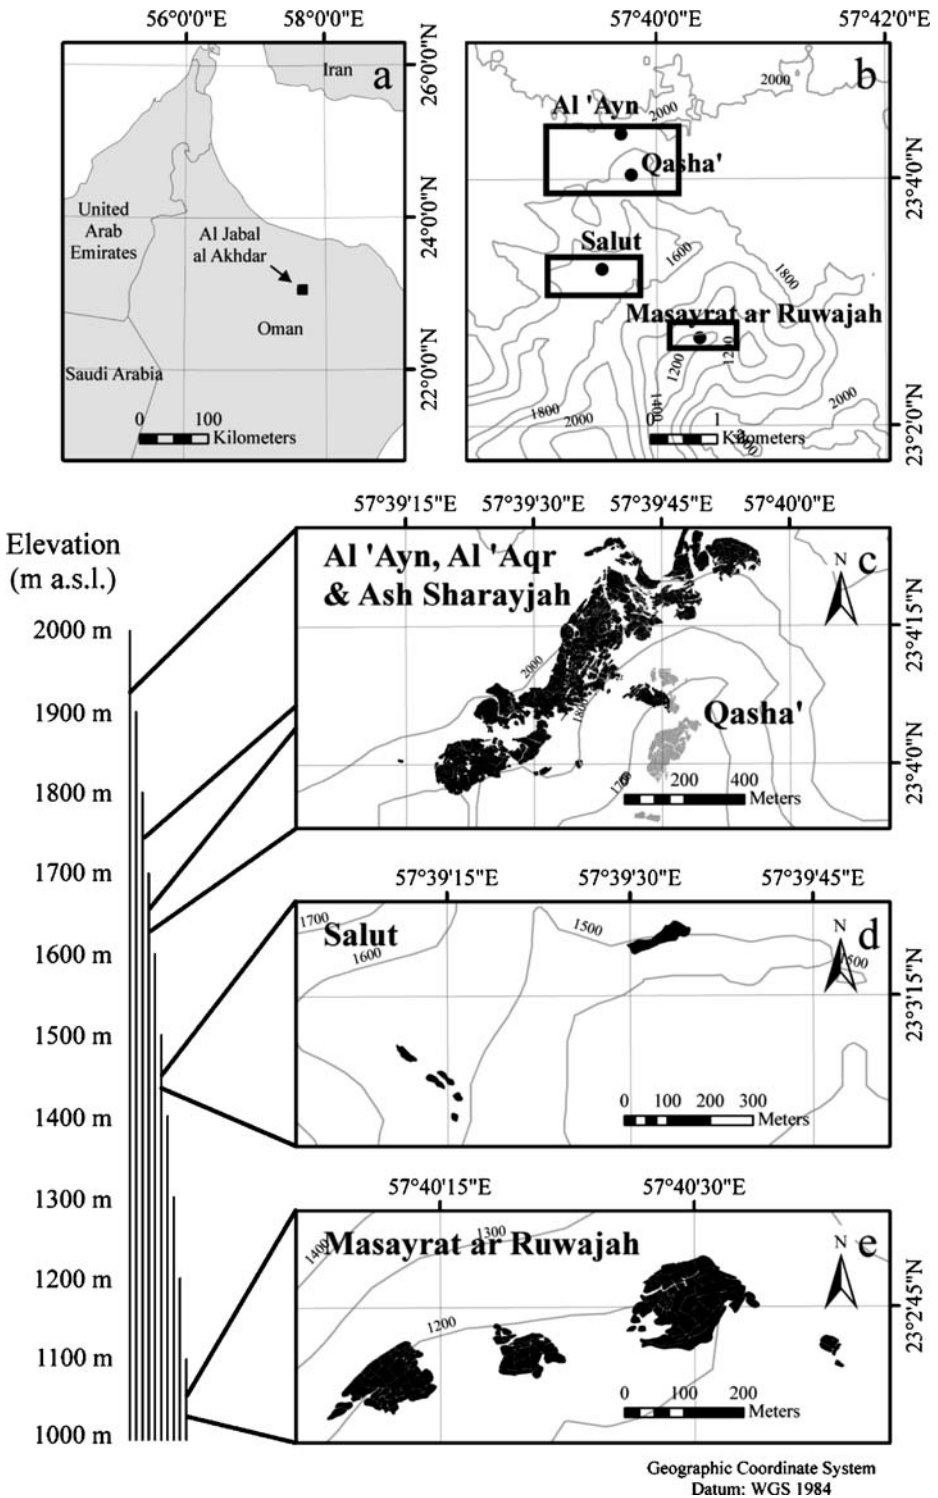 56°0'0"E 58°0'0"E
57°40'0"E 57°42'0"E
Iran
a
26°0'0"N
24°0'0"N
22°0'0"N
United
Arab
Emirates
Al Jabal
al Akhdar
Oman
Saudi Arabia
0 100
Kilometers
b
2000
Al 'Ayn
2000
Qasha'
23°4'0"N
Salut
1600
1800
Masayrat ar Ruwajah
1200
1200
1400
1800
2000
2000
0 1
Kilometers
23°2'0"N
57°39'15"E 57°39'30"E 57°39'45"E 57°40'0"E
Elevation
(m a.s.l.)
2000 m
1900 m
1800 m
1700 m
1600 m
1500 m
1400 m
1300 m
1200 m
1100 m
1000 m
Al 'Ayn, Al 'Aqr
& Ash Sharayjah
c
N
2000
1800
Qasha'
1700
0 200 400
Meters
23°4'15"N
23°4'0"N
57°39'15"E 57°39'30"E 57°39'45"E
1700
Salut
1600
1500
d
N
1500
23°3'15"N
0 100 200 300
Meters
57°40'15"E 57°40'30"E
1400
1300
Masayrat ar Ruwajah
e
N
1200
23°2'45"N
0 100 200
Meters
Geographic Coordinate System
Datum: WGS 1984